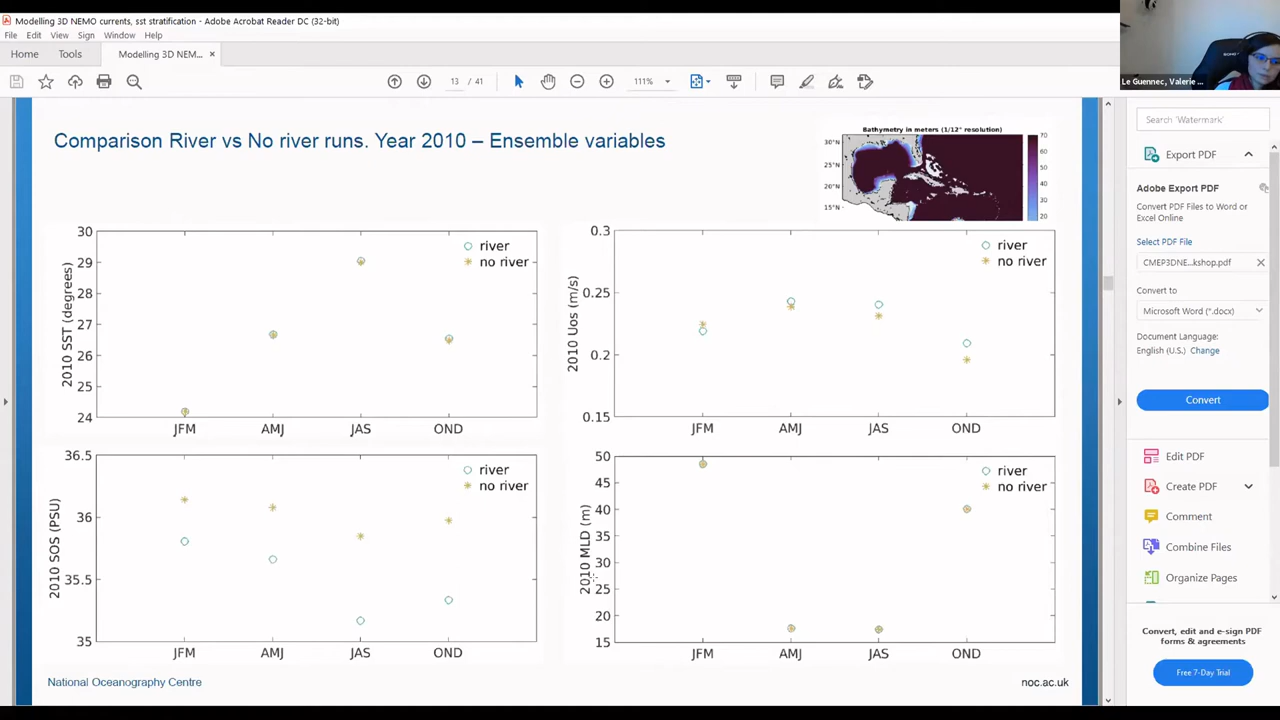 Modelling 3D NEMO currents, sst stratification - Adobe Acrobat Reader DC (32-bit)
File Edit View Sign Window Help
Home Tools Modelling 3D NEM... ×
13 / 41 111%
Le Guennec, Valerie ...
Comparison River vs No river runs. Year 2010 – Ensemble variables
Bathymetry in meters (1/12° resolution)
30°N
25°N
20°N
15°N
70
60
50
40
30
20
2010 SST (degrees)
30
29
28
27
26
25
24
JFM AMJ JAS OND
river
no river
2010 Uos (m/s)
0.3
0.25
0.2
0.15
JFM AMJ JAS OND
river
no river
2010 SOS (PSU)
36.5
36
35.5
35
JFM AMJ JAS OND
river
no river
2010 MLD (m)
50
45
40
35
30
25
20
15
JFM AMJ JAS OND
river
no river
National Oceanography Centre
noc.ac.uk
Search 'Watermark'
Export PDF
Adobe Export PDF
Convert PDF Files to Word or
Excel Online
Select PDF File
CMEP3DNE...kshop.pdf
Convert to
Microsoft Word (*.docx)
Document Language:
English (U.S.) Change
Convert
Edit PDF
Create PDF
Comment
Combine Files
Organize Pages
Convert, edit and e-sign PDF
forms & agreements
Free 7-Day Trial